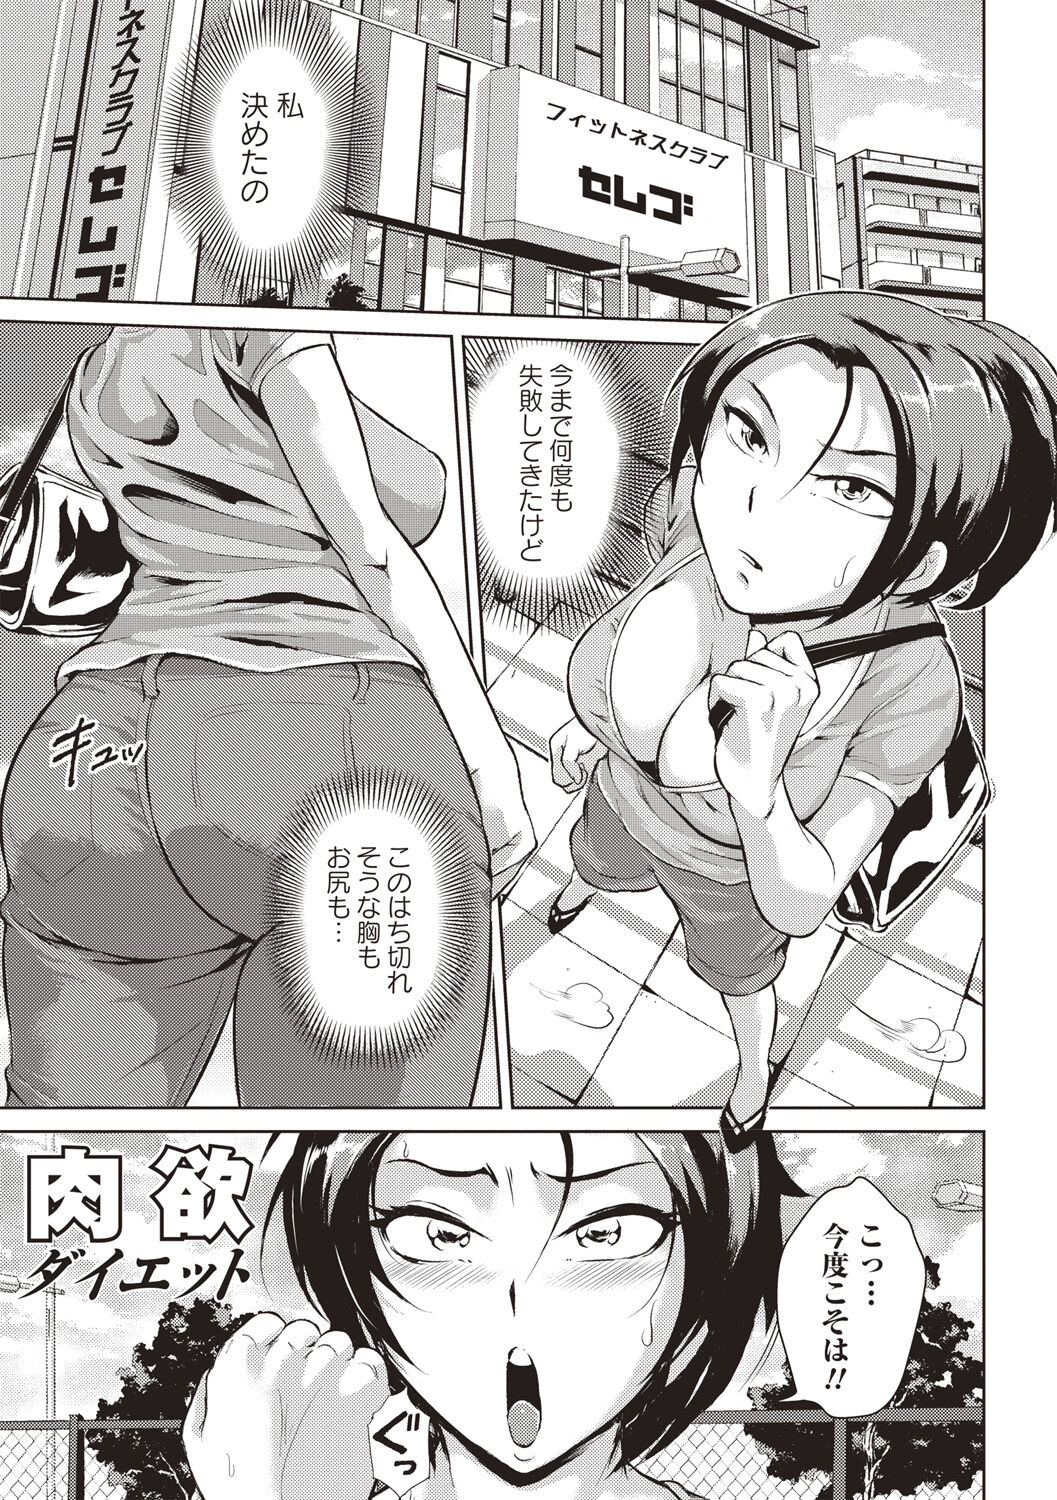 フィットネスクラブ
セレブ
トネスクラブセレブ
私
決めたの
今まで何度も
失敗してきたけど
キュッ
このはち切れ
そうな胸も
お尻も…
肉欲
ダイエット
こっ…
今度こそは!!
ぐっ